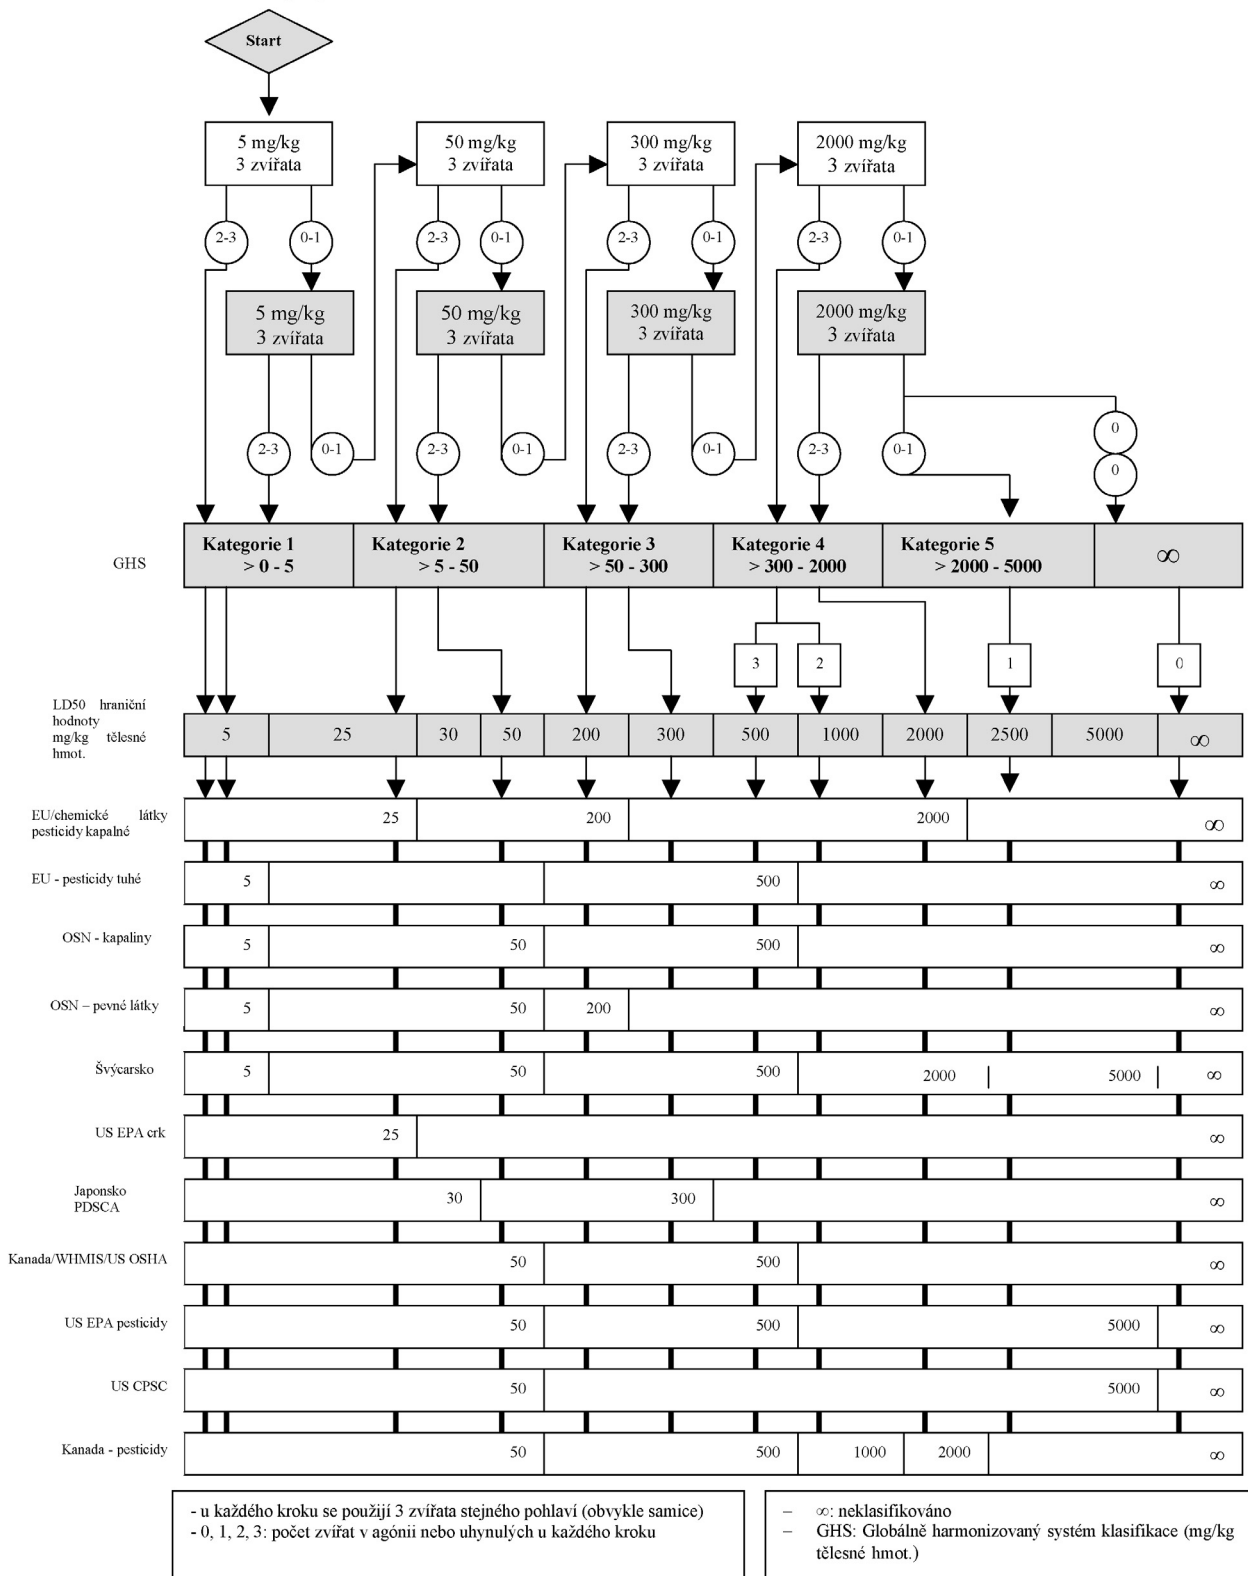 Start
5 mg/kg
3 zvířata
50 mg/kg
3 zvířata
300 mg/kg
3 zvířata
2000 mg/kg
3 zvířata
2-3
0-1
2-3
0-1
2-3
0-1
2-3
0-1
5 mg/kg
3 zvířata
50 mg/kg
3 zvířata
300 mg/kg
3 zvířata
2000 mg/kg
3 zvířata
2-3
0-1
2-3
0-1
2-3
0-1
2-3
0-1
0
0
GHS
Kategorie 1
> 0 - 5
Kategorie 2
> 5 - 50
Kategorie 3
> 50 - 300
Kategorie 4
> 300 - 2000
Kategorie 5
> 2000 - 5000
∞
3
2
1
0
LD50 hraniční
hodnoty
mg/kg tělesné
hmot.
5 25 30 50 200 300 500 1000 2000 2500 5000 ∞
EU/chemické látky
pesticidy kapalné
25 200 2000 ∞
EU - pesticidy tuhé 5 500 ∞
OSN - kapaliny 5 50 500 ∞
OSN – pevné látky 5 50 200 ∞
Švýcarsko 5 50 500 2000 5000 ∞
US EPA crk 25 ∞
Japonsko
PDSCA
30 300 ∞
Kanada/WHMIS/US OSHA 50 500 ∞
US EPA pesticidy 50 500 5000 ∞
US CPSC 50 5000 ∞
Kanada - pesticidy 50 500 1000 2000 ∞
- u každého kroku se použijí 3 zvířata stejného pohlaví (obvykle samice)
- 0, 1, 2, 3: počet zvířat v agónii nebo uhynulých u každého kroku
– ∞: neklasifikováno
– GHS: Globálně harmonizovaný systém klasifikace (mg/kg
tělesné hmot.)